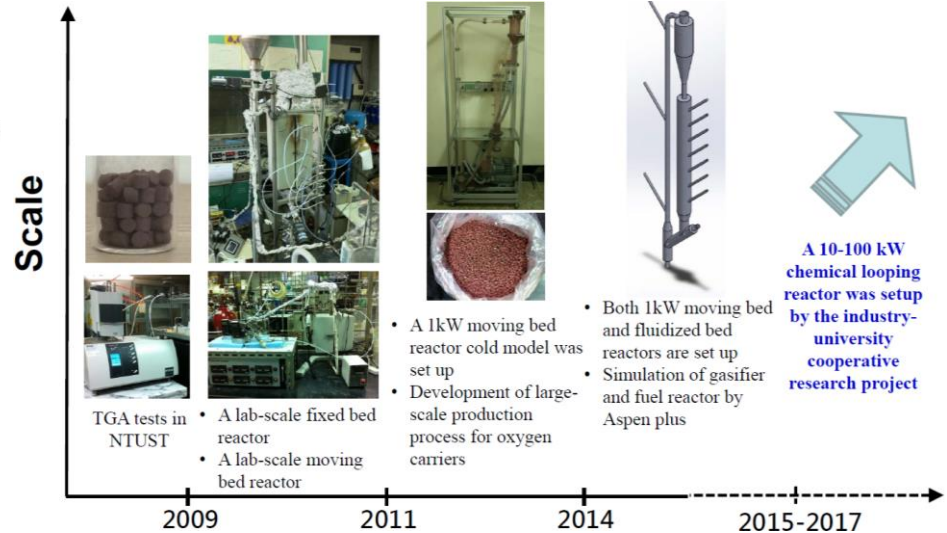 Scale
TGA tests in
NTUST
• A lab-scale fixed bed
reactor
• A lab-scale moving
bed reactor
• A 1kW moving bed
reactor cold model was
set up
• Development of large-
scale production
process for oxygen
carriers
• Both 1kW moving bed
and fluidized bed
reactors are set up
• Simulation of gasifier
and fuel reactor by
Aspen plus
A 10-100 kW
chemical looping
reactor was setup
by the industry-
university
cooperative
research project
2009
2011
2014
2015-2017